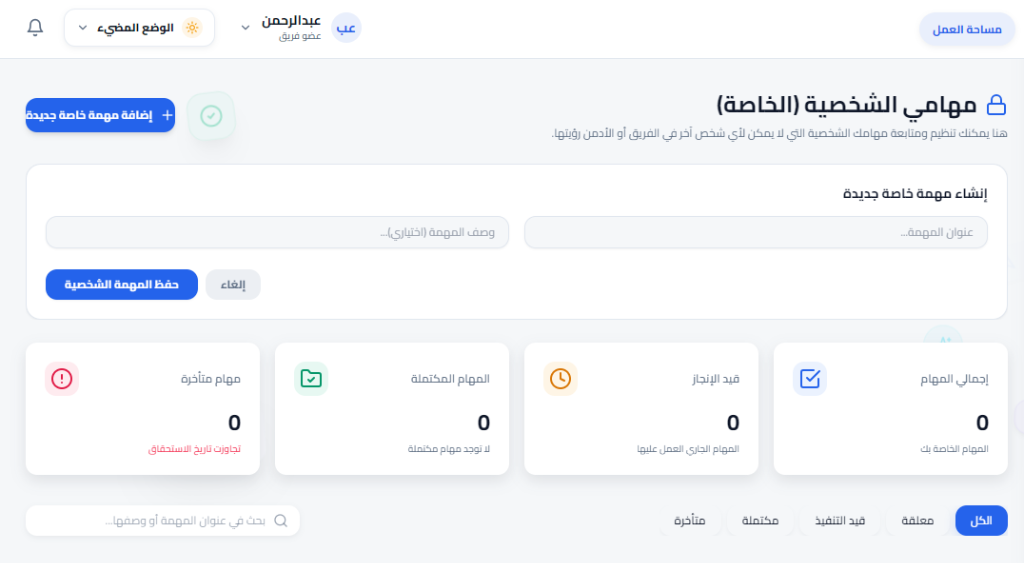 مساحة العمل
عب
عبدالرحمن
عضو فريق
الوضع المضيء
مهامي الشخصية (الخاصة)
هنا يمكنك تنظيم ومتابعة مهامك الشخصية التي لا يمكن لأي شخص آخر في الفريق أو الأدمن رؤيتها.
+ إضافة مهمة خاصة جديدة
إنشاء مهمة خاصة جديدة
عنوان المهمة...
وصف المهمة (اختياري)...
إلغاء
حفظ المهمة الشخصية
إجمالي المهام
0
المهام الخاصة بك
قيد الإنجاز
0
المهام الجاري العمل عليها
المهام المكتملة
0
لا توجد مهام مكتملة
مهام متأخرة
0
تجاوزت تاريخ الاستحقاق
الكل
معلقة
قيد التنفيذ
مكتملة
متأخرة
بحث في عنوان المهمة أو وصفها...